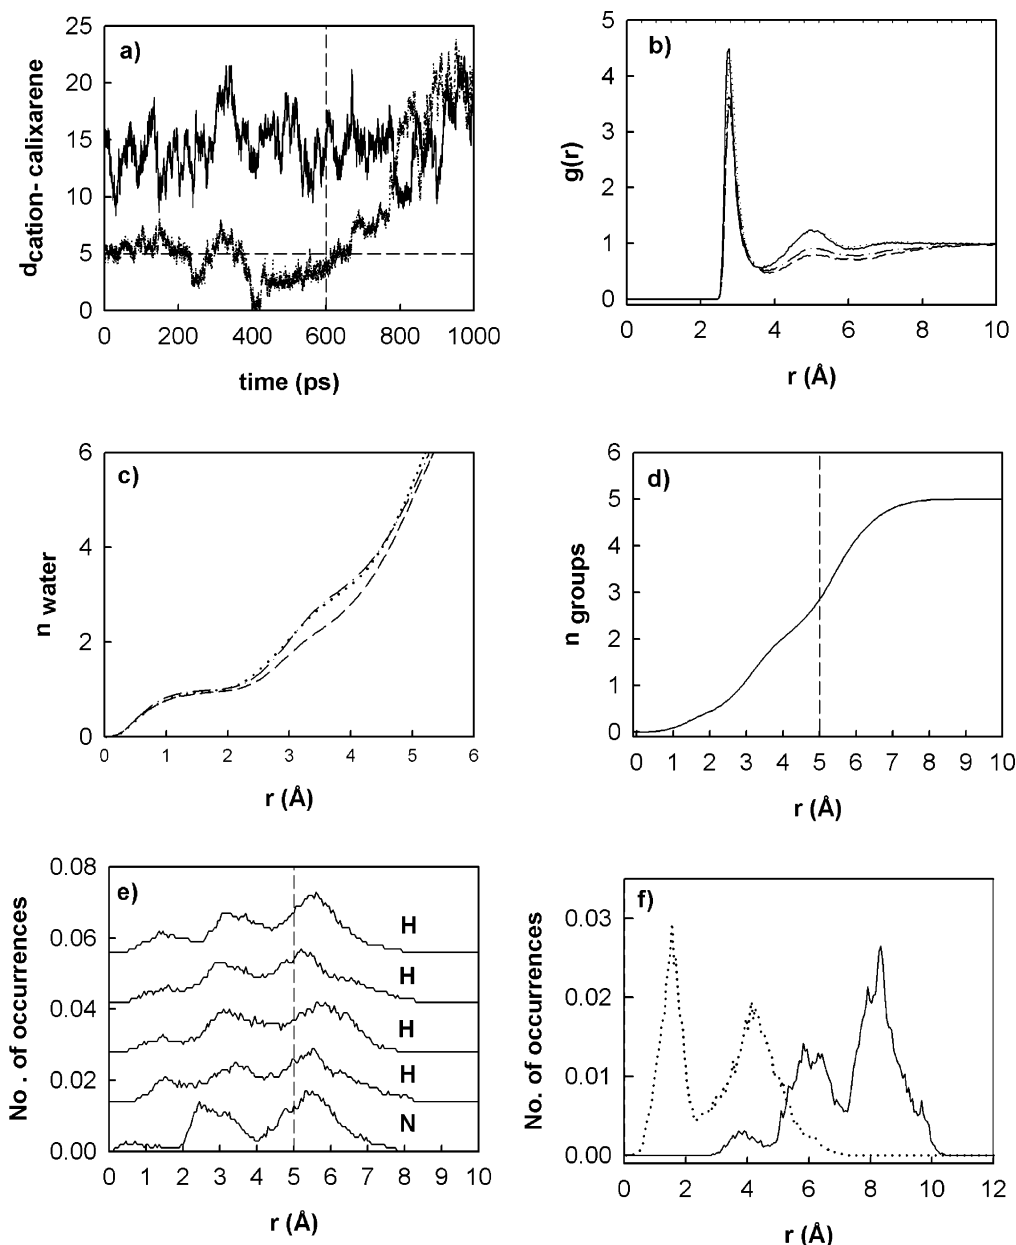 a)
d cation- calixarene
25
20
15
10
5
0
0 200 400 600 800 1000
time (ps)
b)
g(r)
5
4
3
2
1
0
0 2 4 6 8 10
r (Å)
c)
n water
6
4
2
0
0 1 2 3 4 5 6
r (Å)
d)
n groups
6
5
4
3
2
1
0
0 1 2 3 4 5 6 7 8 9 10
r (Å)
e)
No . of occurrences
0.08
0.06
0.04
0.02
0.00
H
H
H
H
N
0 1 2 3 4 5 6 7 8 9 10
r (Å)
f)
No. of occurrences
0.03
0.02
0.01
0.00
0 2 4 6 8 10 12
r (Å)